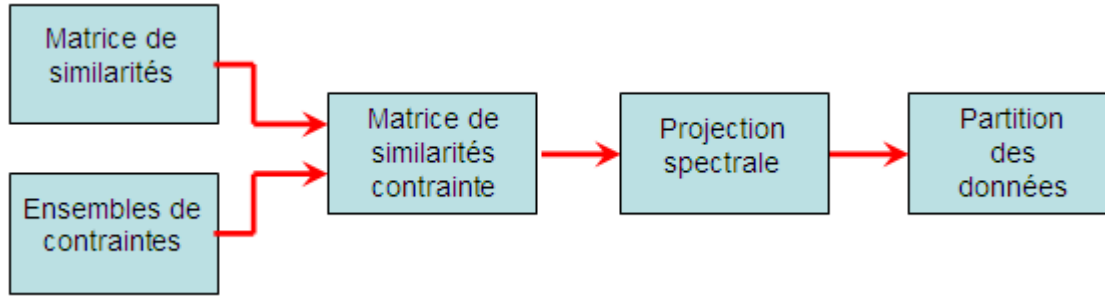 Matrice de
similarités
Ensembles de
contraintes
Matrice de
similarités
contrainte
Projection
spectrale
Partition
des
données